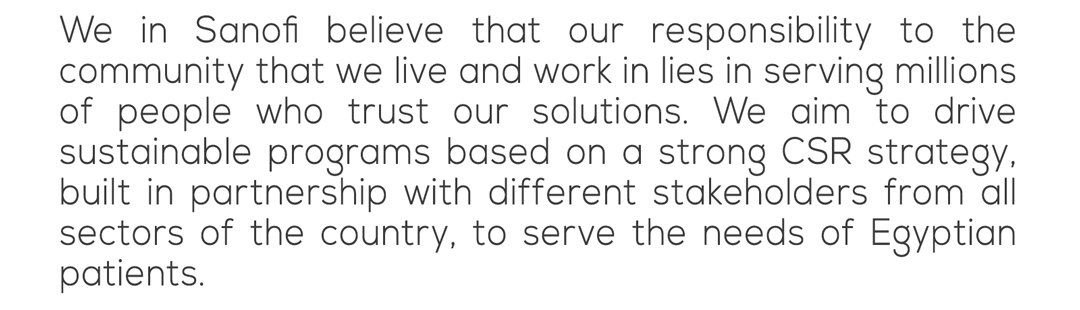 We in Sanofi believe that our responsibility to the
community that we live and work in lies in serving millions
of people who trust our solutions. We aim to drive
sustainable programs based on a strong CSR strategy,
built in partnership with different stakeholders from all
sectors of the country, to serve the needs of Egyptian
patients.